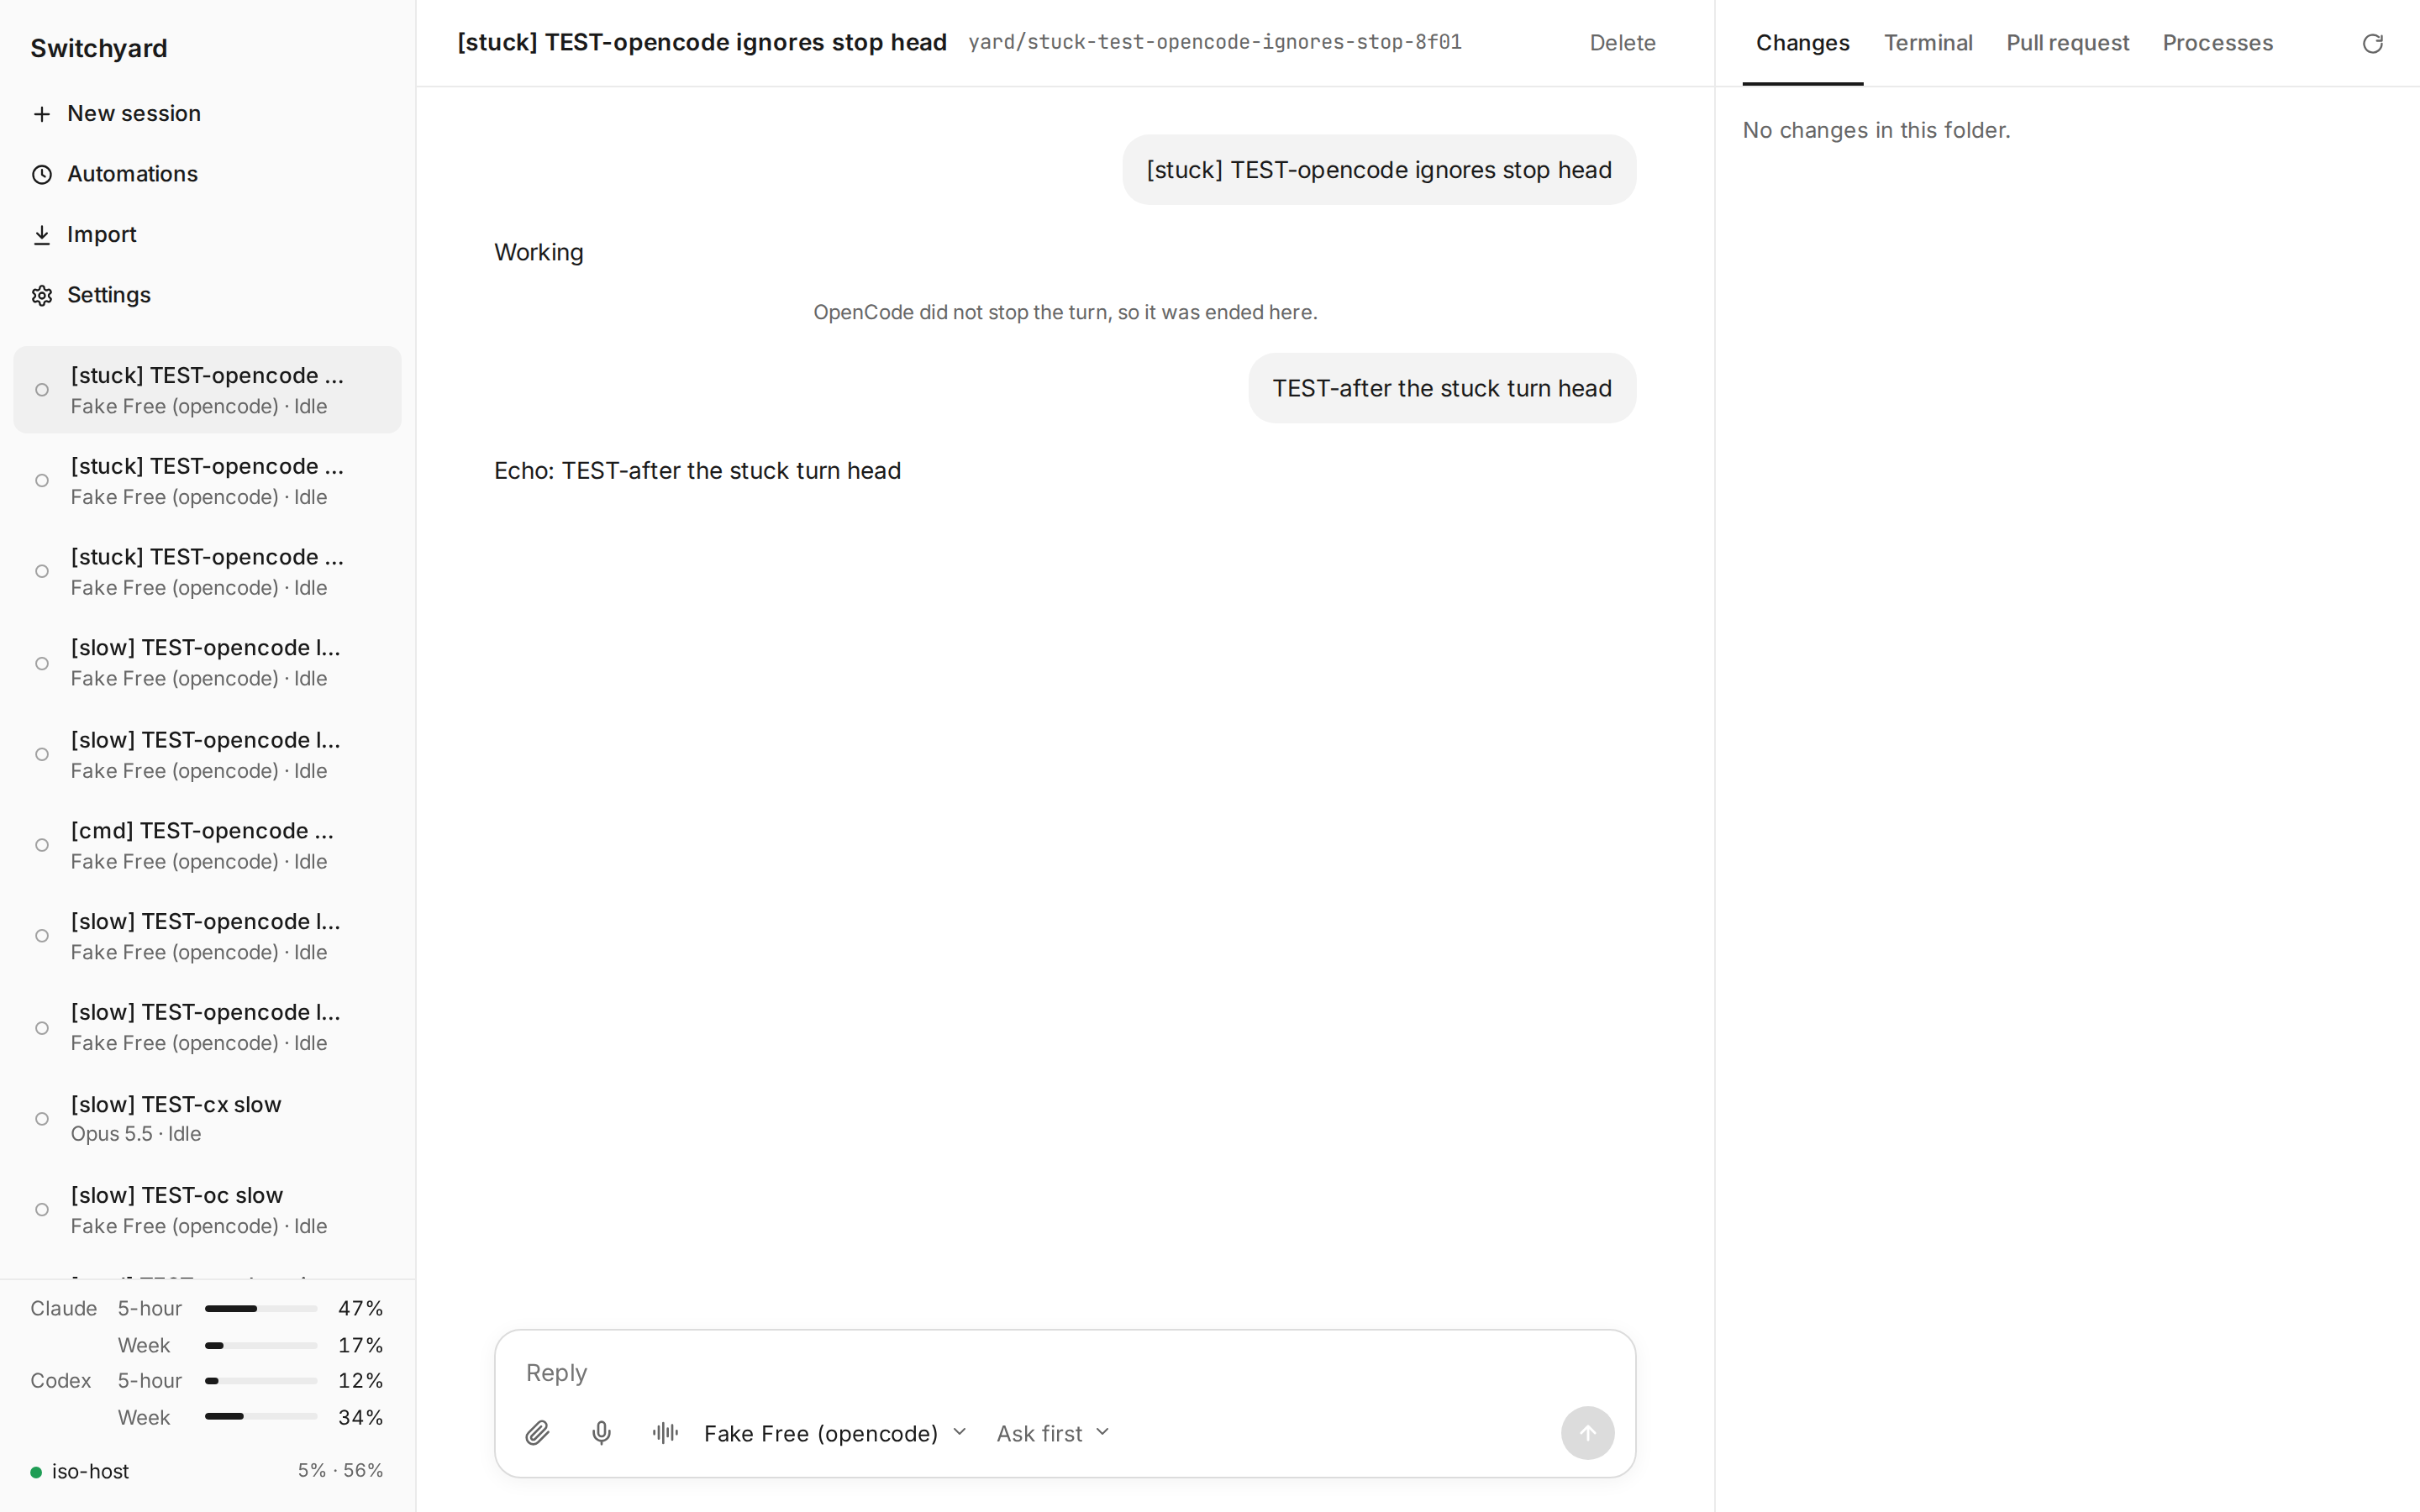 Switchyard
New session
Automations
Import
Settings
[stuck] TEST-opencode ...
Fake Free (opencode) · Idle
[stuck] TEST-opencode ...
Fake Free (opencode) · Idle
[stuck] TEST-opencode ...
Fake Free (opencode) · Idle
[slow] TEST-opencode l...
Fake Free (opencode) · Idle
[slow] TEST-opencode l...
Fake Free (opencode) · Idle
[cmd] TEST-opencode ...
Fake Free (opencode) · Idle
[slow] TEST-opencode l...
Fake Free (opencode) · Idle
[slow] TEST-opencode l...
Fake Free (opencode) · Idle
[slow] TEST-cx slow
Opus 5.5 · Idle
[slow] TEST-oc slow
Fake Free (opencode) · Idle
Claude 5-hour 47%
Week 17%
Codex 5-hour 12%
Week 34%
iso-host 5% · 56%
[stuck] TEST-opencode ignores stop head yard/stuck-test-opencode-ignores-stop-8f01 Delete
[stuck] TEST-opencode ignores stop head
Working
OpenCode did not stop the turn, so it was ended here.
TEST-after the stuck turn head
Echo: TEST-after the stuck turn head
Reply
Fake Free (opencode) Ask first
Changes Terminal Pull request Processes
No changes in this folder.